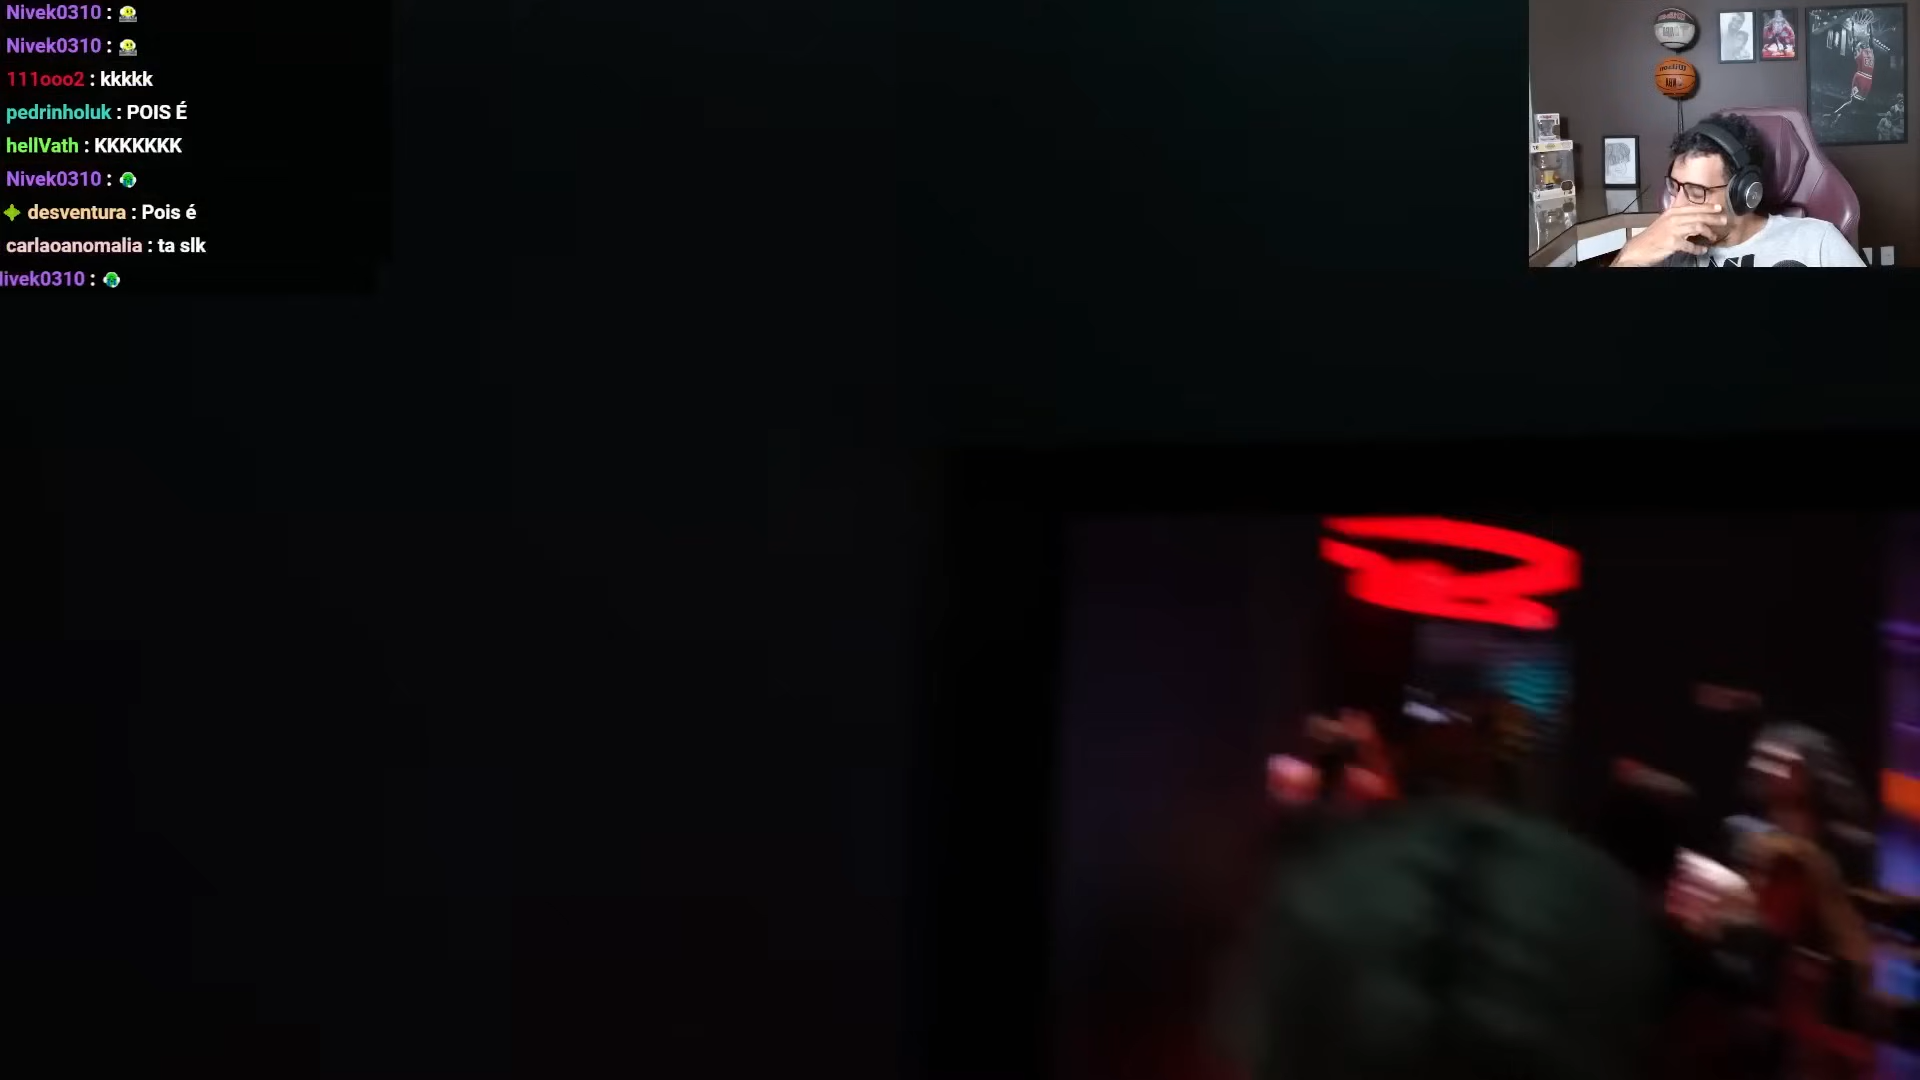 Nivek0310 :
Nivek0310 :
111ooo2 : kkkkk
pedrinholuk : POIS É
hellVath : KKKKKKK
Nivek0310 :
desventura : Pois é
carlaoanomalia : ta slk
livek0310 :